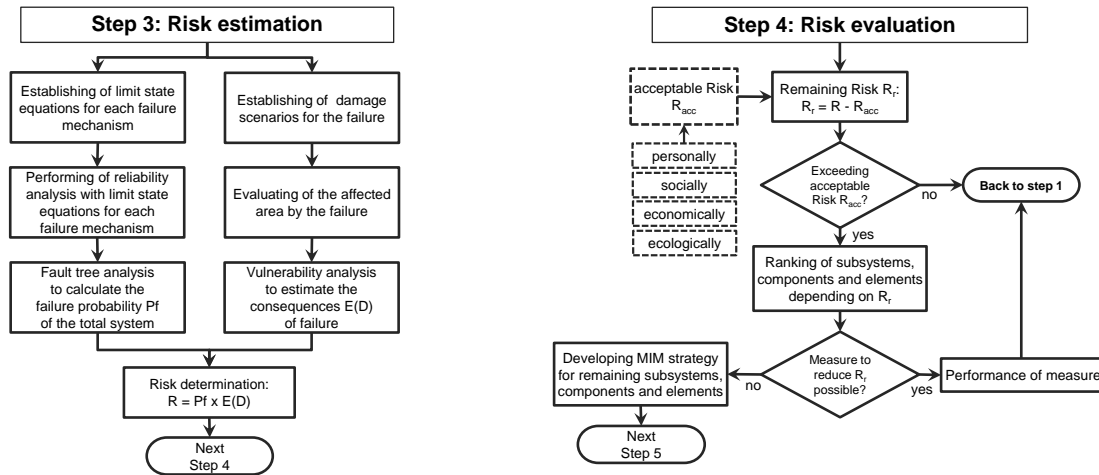 Step 3: Risk estimation
Establishing of limit state
equations for each failure
mechanism
Performing of reliability
analysis with limit state
equations for each
failure mechanism
Fault tree analysis
to calculate the
failure probability Pf
of the total system
Establishing of damage
scenarios for the failure
Evaluating of the affected
area by the failure
Vulnerability analysis
to estimate the
consequences E(D)
of failure
Risk determination:
R = Pf x E(D)
Next
Step 4
Step 4: Risk evaluation
acceptable Risk
Racc
personally
socially
economically
ecologically
Remaining Risk Rr:
Rr = R - Racc
Exceeding
acceptable
Risk Racc?
no
Back to step 1
yes
Ranking of subsystems,
components and elements
depending on Rr
Measure to
reduce Rr
possible?
yes
Performance of measure
no
Developing MIM strategy
for remaining subsystems,
components and elements
Next
Step 5